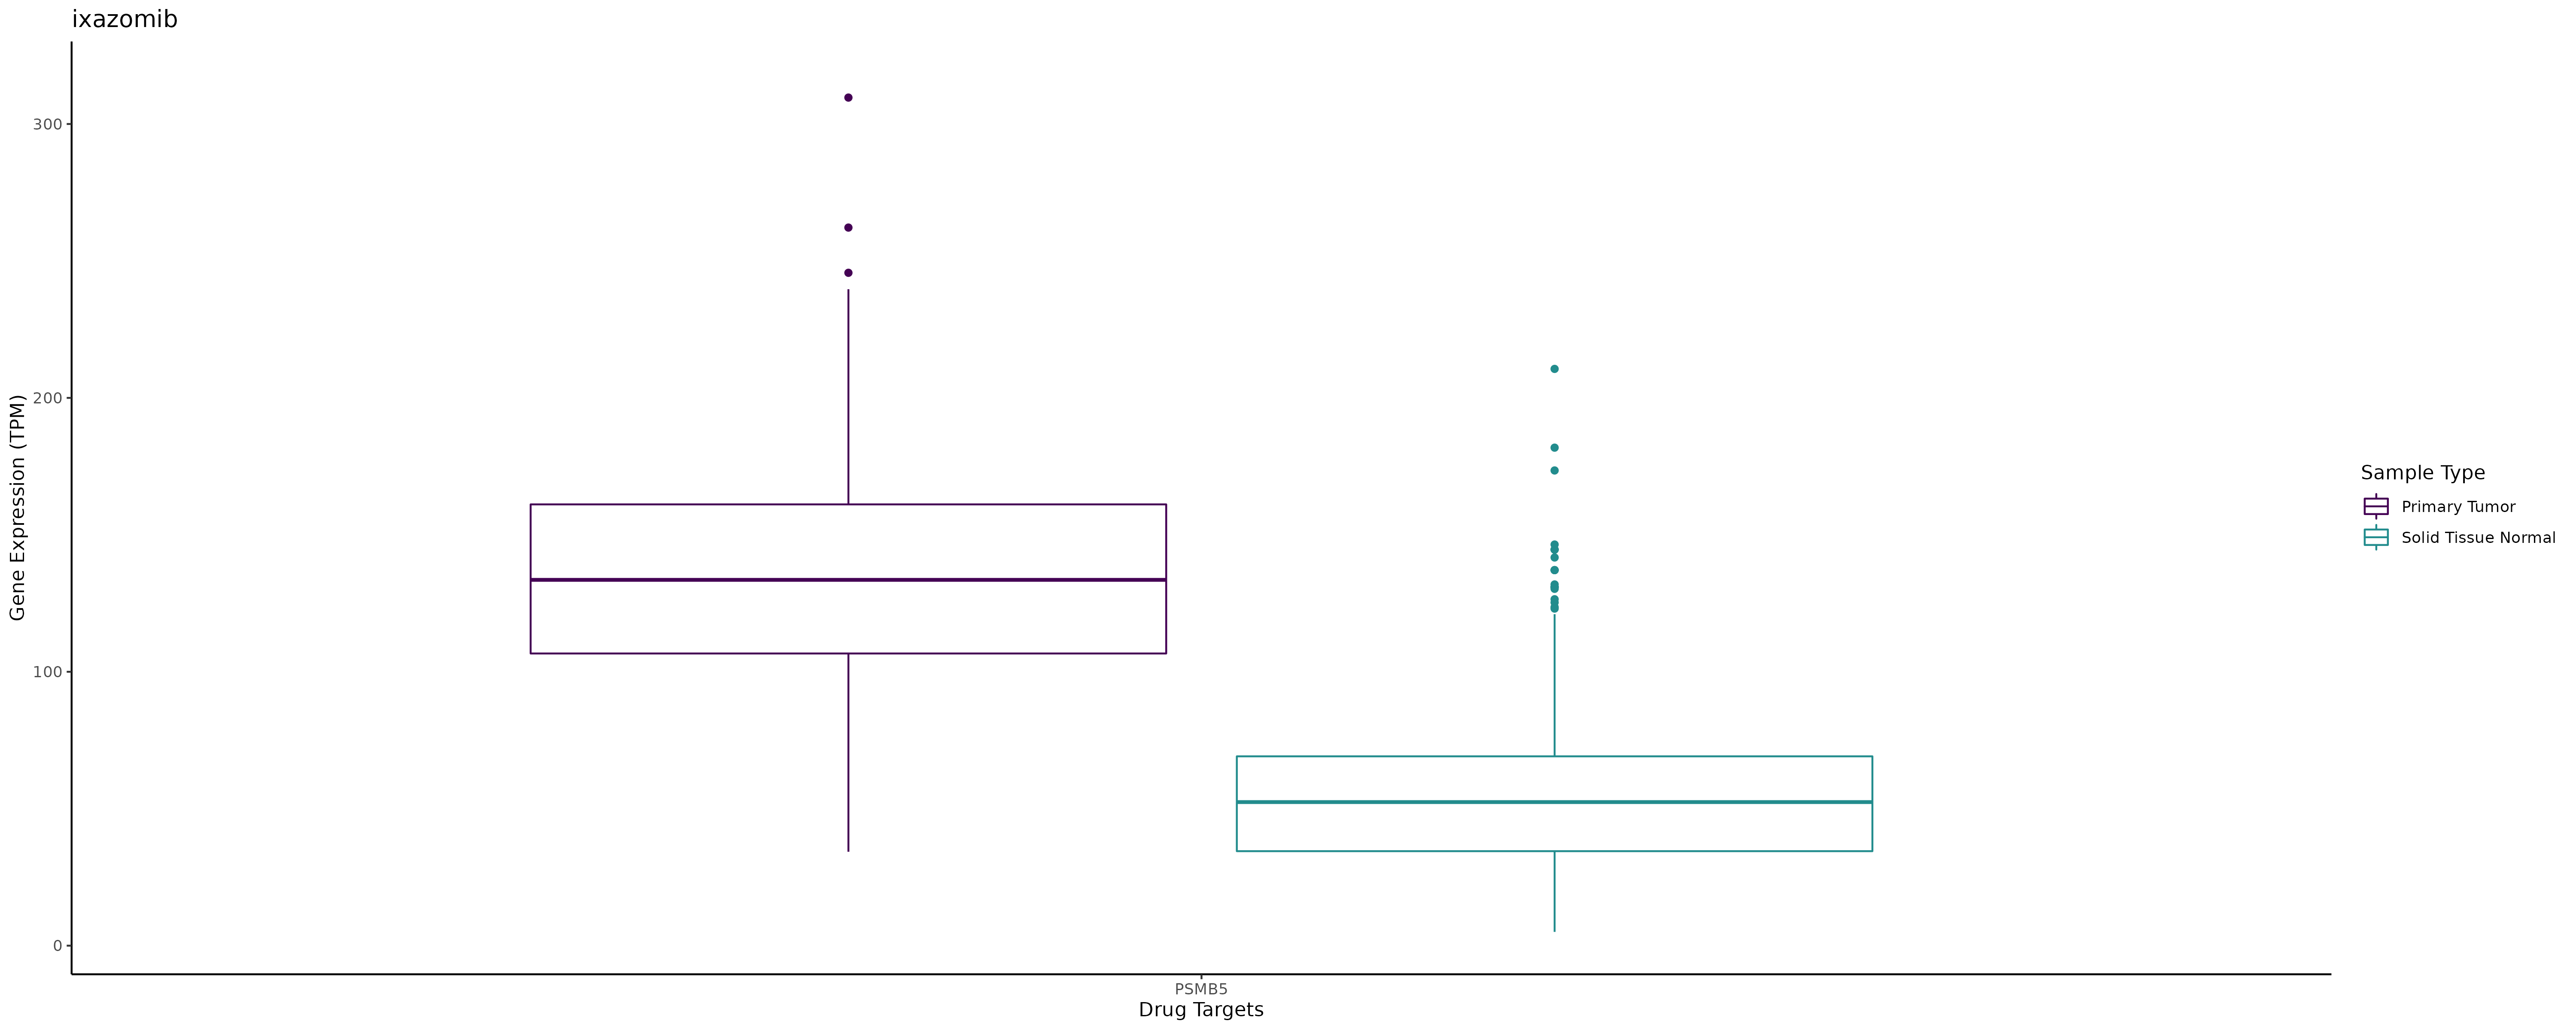 ixazomib
Gene Expression (TPM)
300
200
100
0
PSMB5
Drug Targets
Sample Type
Primary Tumor
Solid Tissue Normal